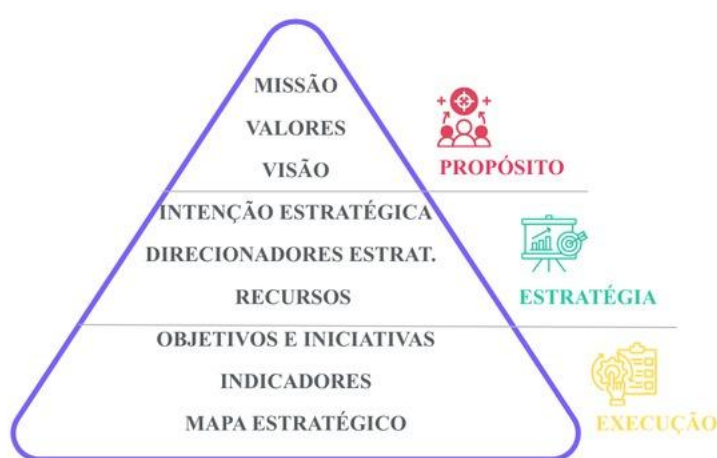 MISSÃO
VALORES
VISÃO
PROPÓSITO
INTENÇÃO ESTRATÉGICA
DIRECIONADORES ESTRAT.
RECURSOS
ESTRATÉGIA
OBJETIVOS E INICIATIVAS
INDICADORES
MAPA ESTRATÉGICO
EXECUÇÃO